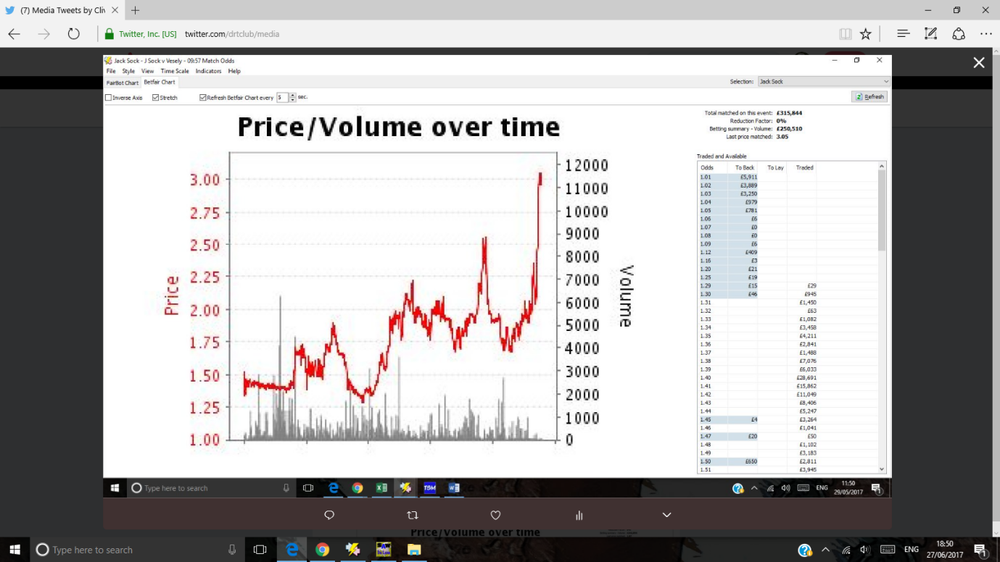 (7) Media Tweets by Cliv
Twitter, Inc. [US] twitter.com/drtclub/media
Jack Sock - J Sock v Vesely - 09:57 Match Odds
File Style View Time Scale Indicators Help
FairBot Chart Betfair Chart
Selection: Jack Sock
Inverse Axis Stretch Refresh Betfair Chart every 5 sec.
Refresh
Price/Volume over time
Total matched on this event: £315,844
Reduction Factor: 0%
Betting summary - Volume: £250,510
Last price matched: 3.05
Price
3.00
2.75
2.50
2.25
2.00
1.75
1.50
1.25
1.00
12000
11000
10000
9000
8000
7000
6000
5000
4000
3000
2000
1000
0
Volume
Traded and Available
Odds To Back To Lay Traded
1.01 £5,911
1.02 £3,889
1.03 £3,250
1.04 £979
1.05 £781
1.06 £6
1.07 £0
1.08 £0
1.09 £6
1.12 £409
1.16 £3
1.20 £21
1.25 £19
1.29 £15 £29
1.30 £46 £945
1.31 £1,450
1.32 £63
1.33 £1,082
1.34 £3,458
1.35 £4,211
1.36 £2,841
1.37 £1,488
1.38 £7,076
1.39 £6,033
1.40 £28,691
1.41 £15,862
1.42 £11,049
1.43 £8,406
1.44 £5,247
1.45 £4 £3,264
1.46 £1,041
1.47 £20 £50
1.48 £1,102
1.49 £3,183
1.50 £650 £2,811
1.51 £3,945
Type here to search
TBM
ENG
11:50
29/05/2017
1
Price/Volume over time
Type here to search
ENG
18:50
27/06/2017
1